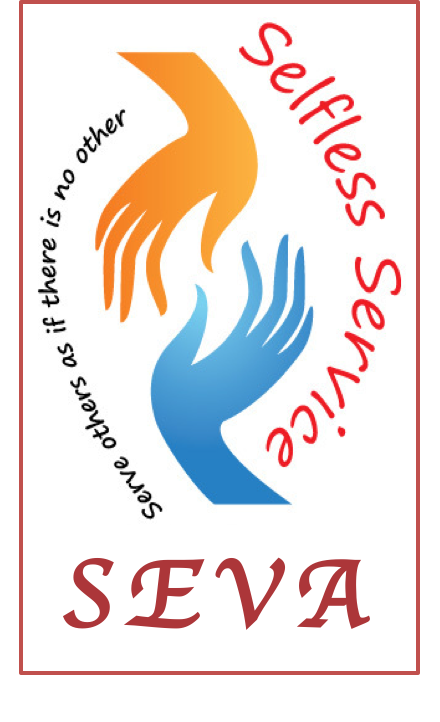 Serve others as if there is no other
Selfless Service
SEVA